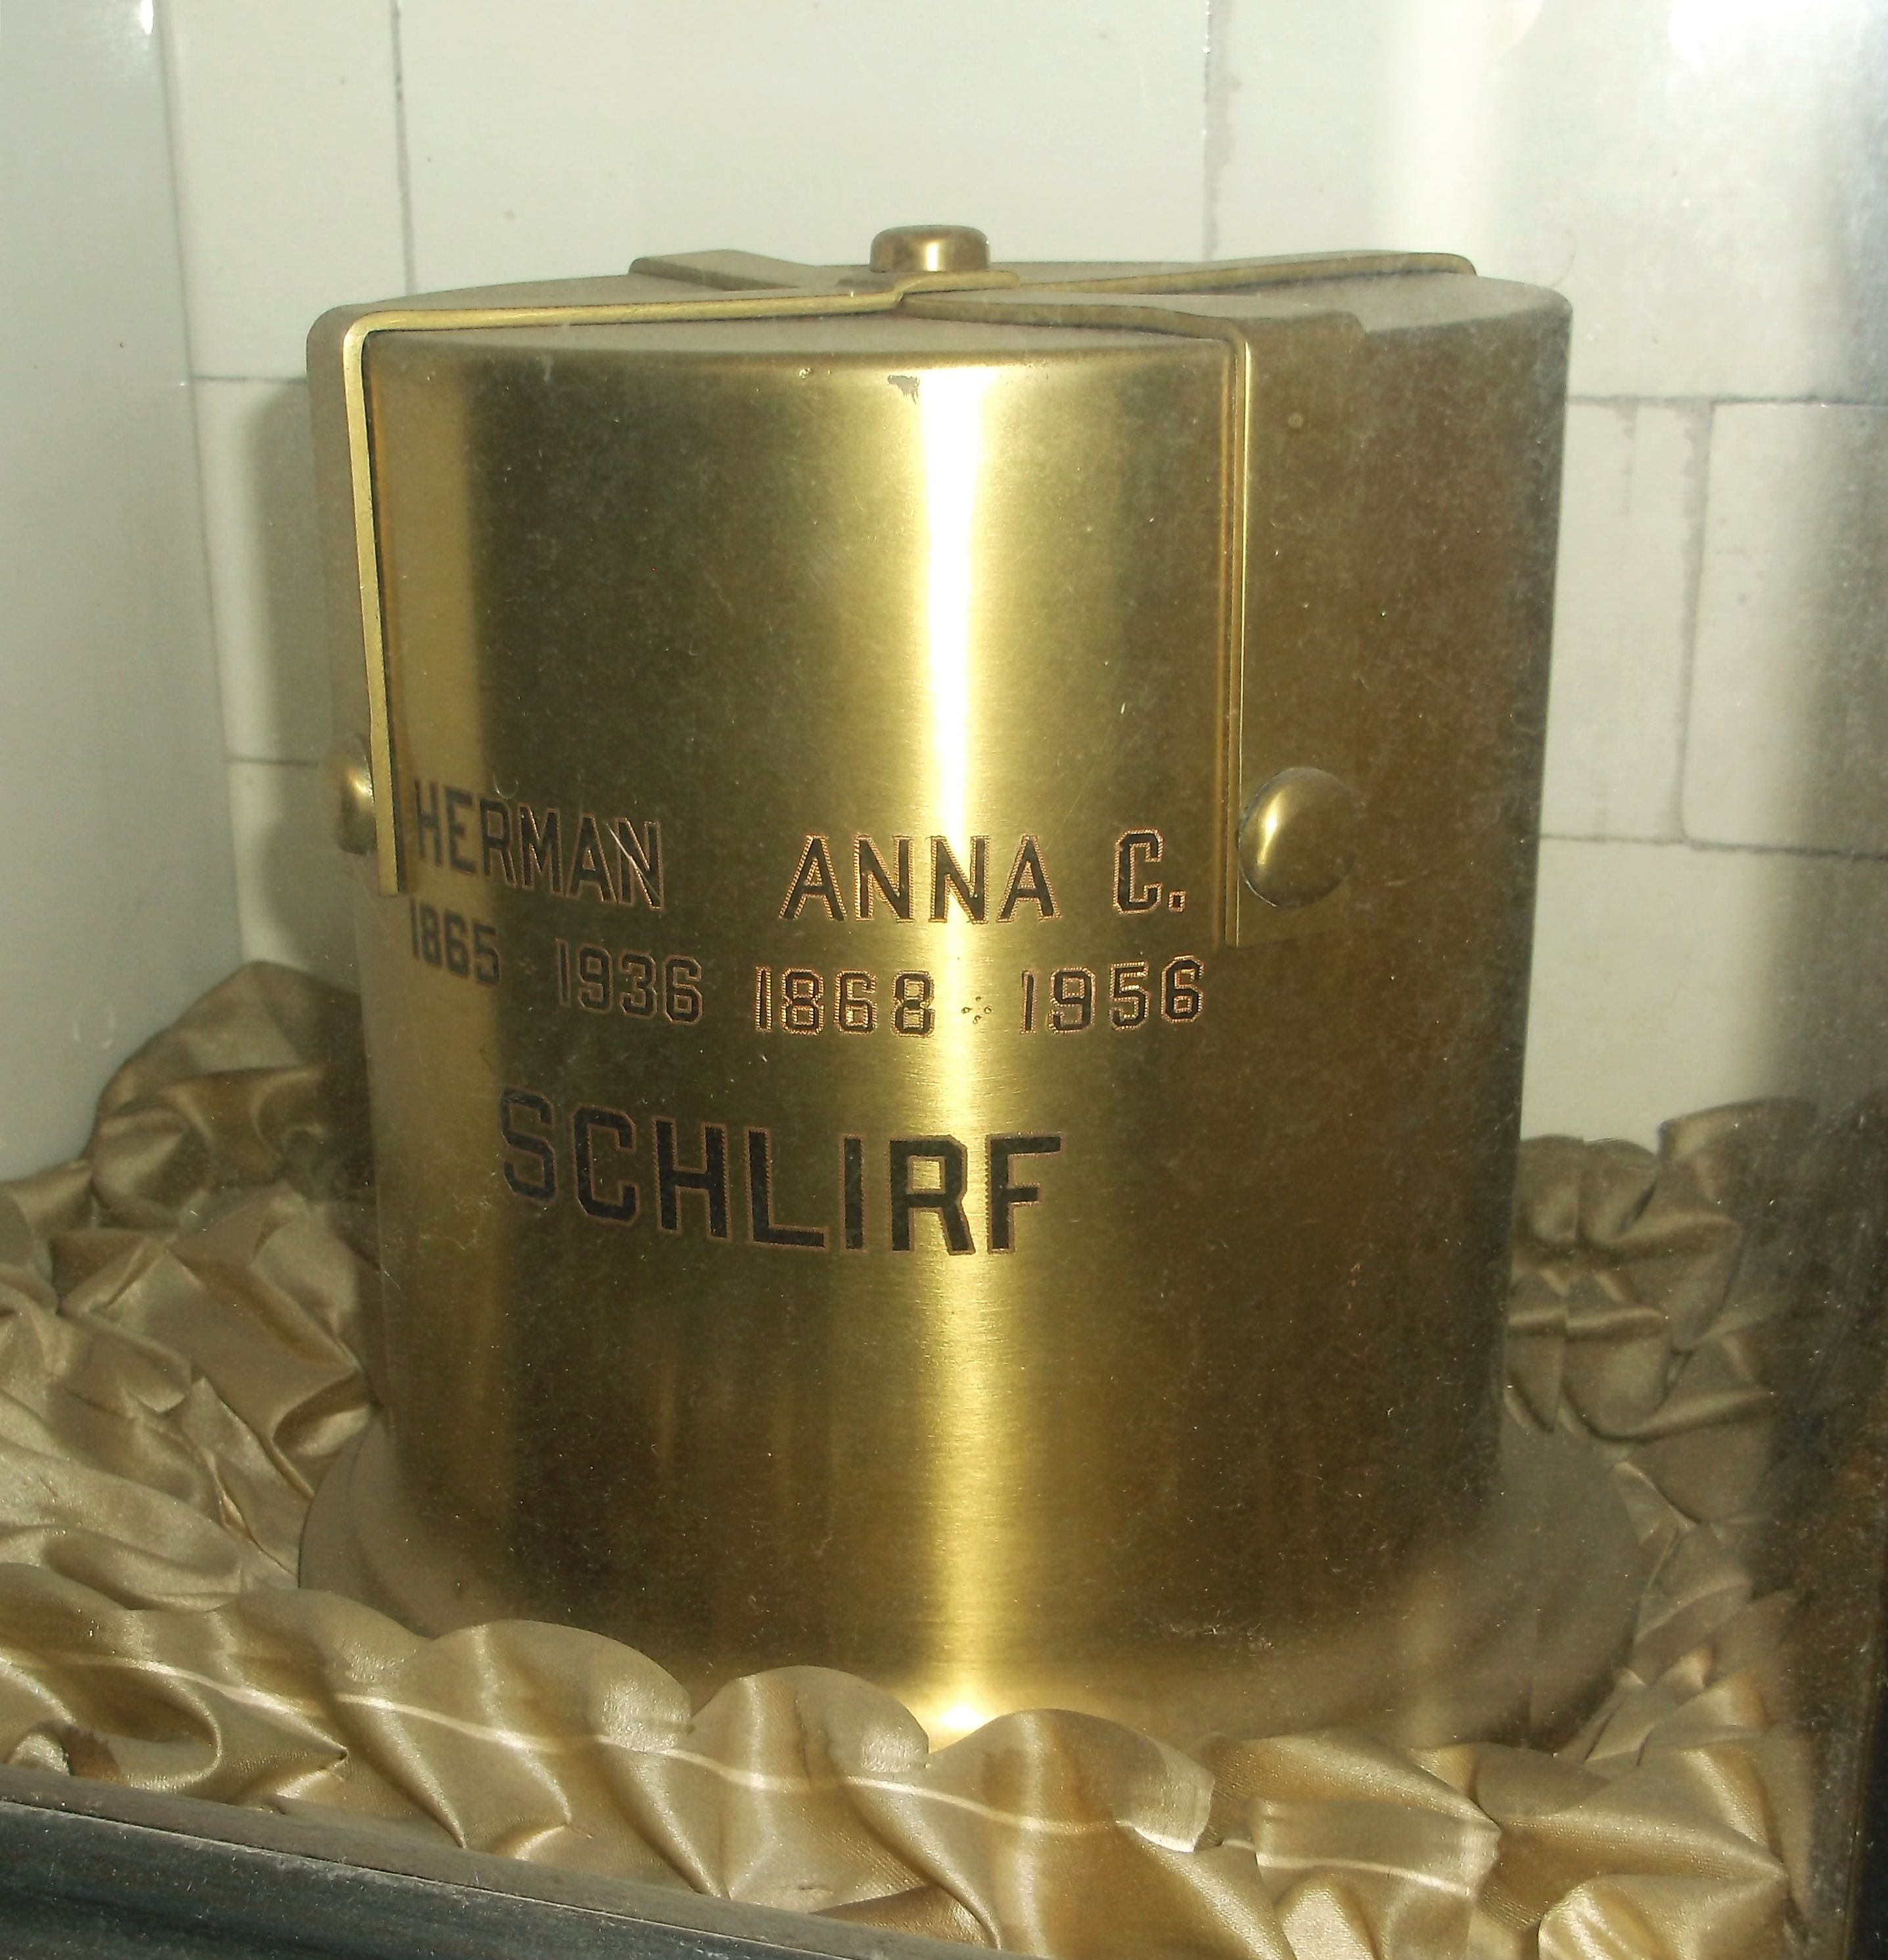 HERMAN ANNA C.
1865 1936 1868 1956
SCHLIRF